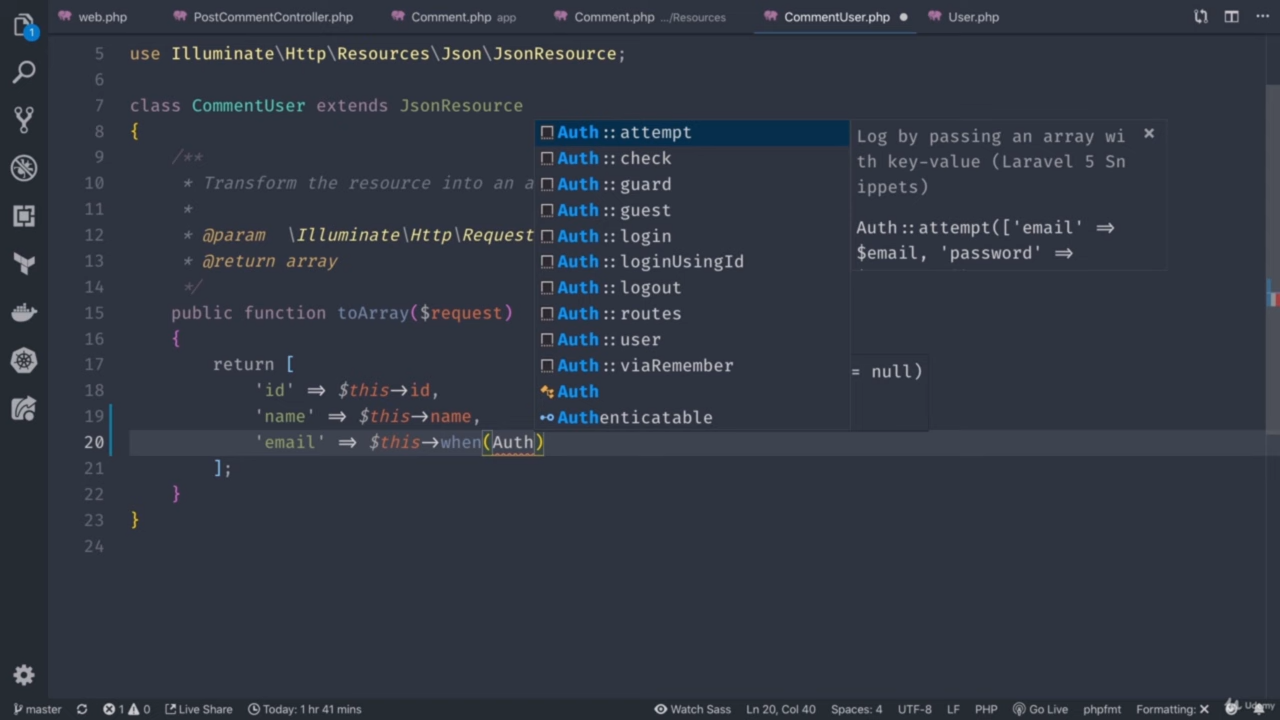 web.php PostCommentController.php Comment.php app Comment.php .../Resources CommentUser.php User.php
1
5 use Illuminate\Http\Resources\Json\JsonResource;
6
7 class CommentUser extends JsonResource
8 {
9 /**
10 * Transform the resource into an a
11 *
12 * @param \Illuminate\Http\Request
13 * @return array
14 */
15 public function toArray($request)
16 {
17 return [
18 'id' => $this->id,
19 'name' => $this->name,
20 'email' => $this->when(Auth)
21 ];
22 }
23 }
24
Auth::attempt
Auth::check
Auth::guard
Auth::guest
Auth::login
Auth::loginUsingId
Auth::logout
Auth::routes
Auth::user
Auth::viaRemember
Auth
Authenticatable
Log by passing an array wi
th key-value (Laravel 5 Sn
ippets)
Auth::attempt(['email' =>
$email, 'password' =>
= null)
master 1 0 Live Share Today: 1 hr 41 mins Watch Sass Ln 20, Col 40 Spaces: 4 UTF-8 LF PHP Go Live phpfmt Formatting: X
Udemy